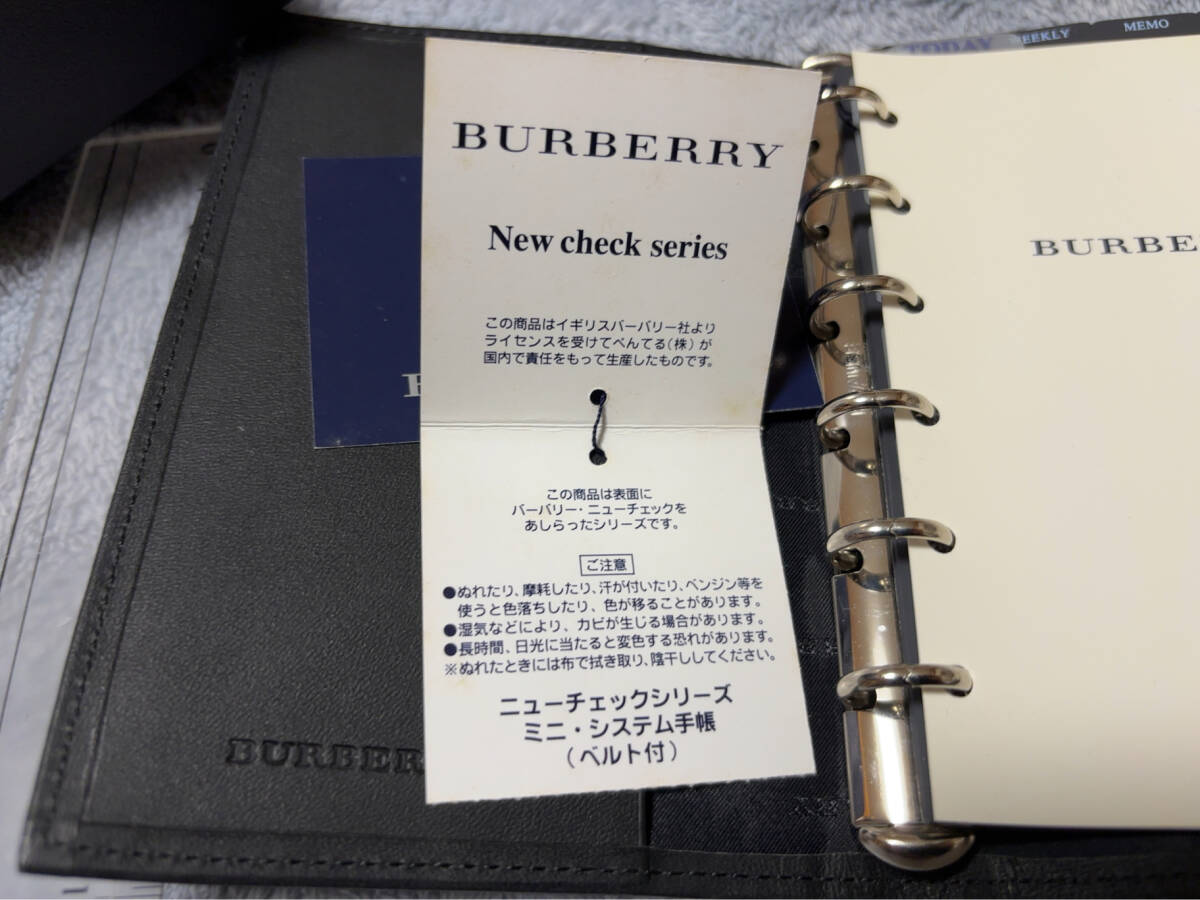 TODAY
MEMO
BURBERRY
New check series
この商品はイギリスバーバリー社より
ライセンスを受けてぺんてる(株)が
国内で責任をもって生産したものです。
この商品は表面に
バーバリー・ニューチェックを
あしらったシリーズです。
ご注意
●ぬれたり、摩耗したり、汗が付いたり、ベンジン等を
使うと色落ちしたり、色が移ることがあります。
●湿気などにより、カビが生じる場合があります。
●長時間、日光に当たると変色する恐れがあります。
※ぬれたときには布で拭き取り、陰干ししてください。
ニューチェックシリーズ
ミニ・システム手帳
(ベルト付)
BURBER
BURBE